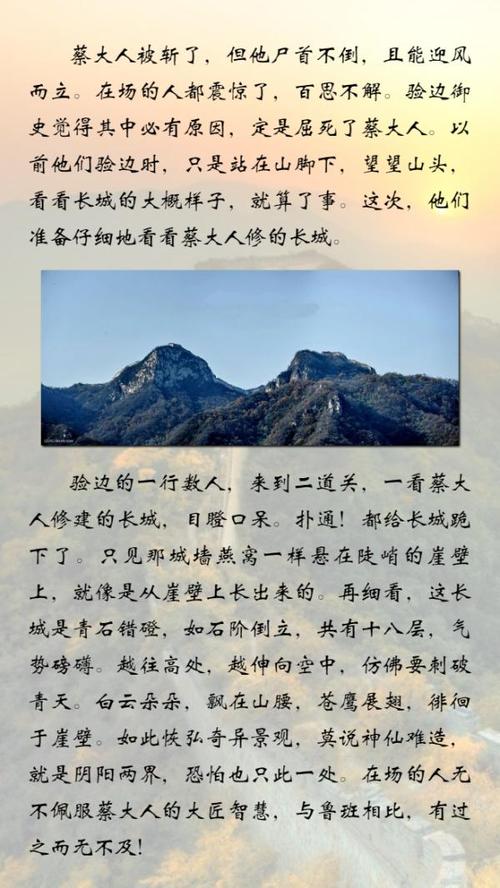 蔡大人被斩了，但他尸首不倒，且能迎风
而立。在场的人都震惊了，百思不解。验边御
史觉得其中必有原因，定是屈死了蔡大人。以
前他们验边时，只是站在山脚下，望望山头，
看看长城的大概样子，就算了事。这次，他们
准备仔细地看看蔡大人修的长城。
验边的一行数人，来到二道关，一看蔡大
人修建的长城，目瞪口呆。扑通！都给长城跪
下了。只见那城墙燕窝一样悬在陡峭的崖壁
上，就像是从崖壁上长出来的。再细看，这长
城是青石错磴，如石阶倒立，共有十八层，气
势磅礴。越往高处，越伸向空中，仿佛要刺破
青天。白云朵朵，飘在山腰，苍鹰展翅，徘徊
于崖壁。如此恢弘奇异景观，莫说神仙难造，
就是阴阳两界，恐怕也只此一处。在场的人无
不佩服蔡大人的大匠智慧，与鲁班相比，有过
之而无不及！